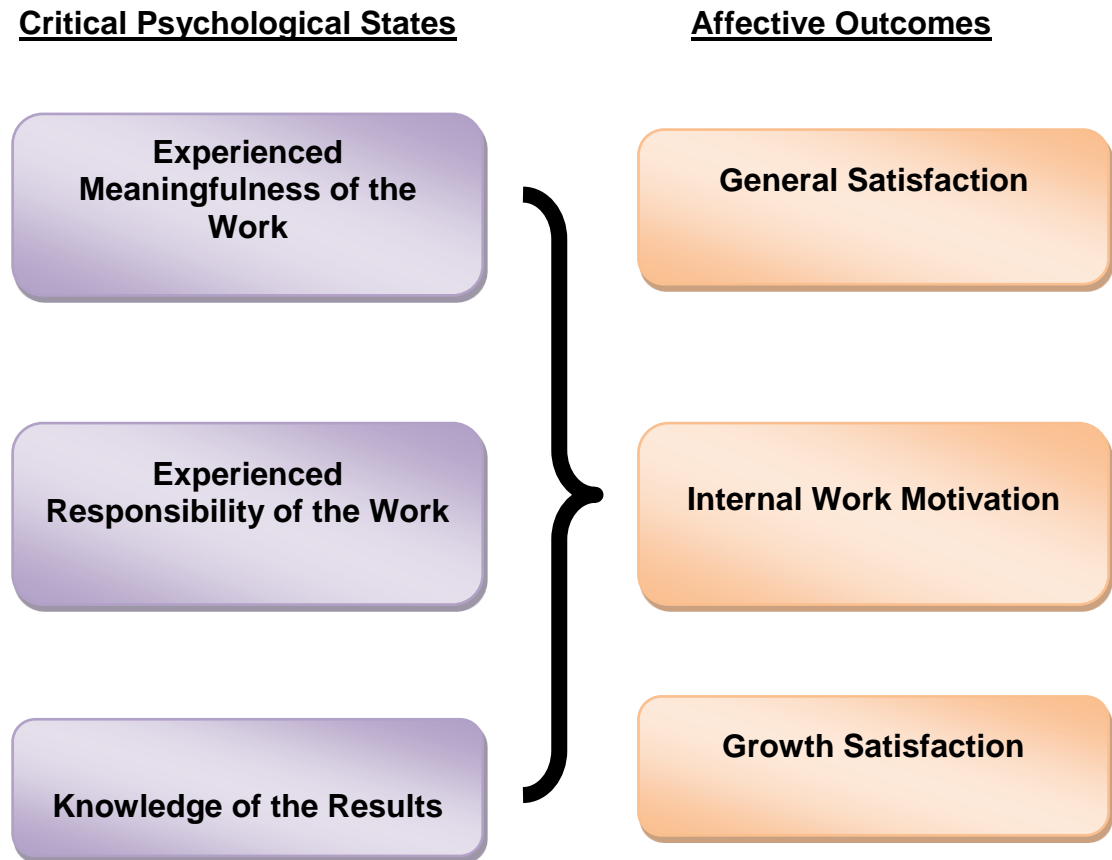 Critical Psychological States
Affective Outcomes
Experienced
Meaningfulness of the
Work
General Satisfaction
Experienced
Responsibility of the Work
Internal Work Motivation
Knowledge of the Results
Growth Satisfaction